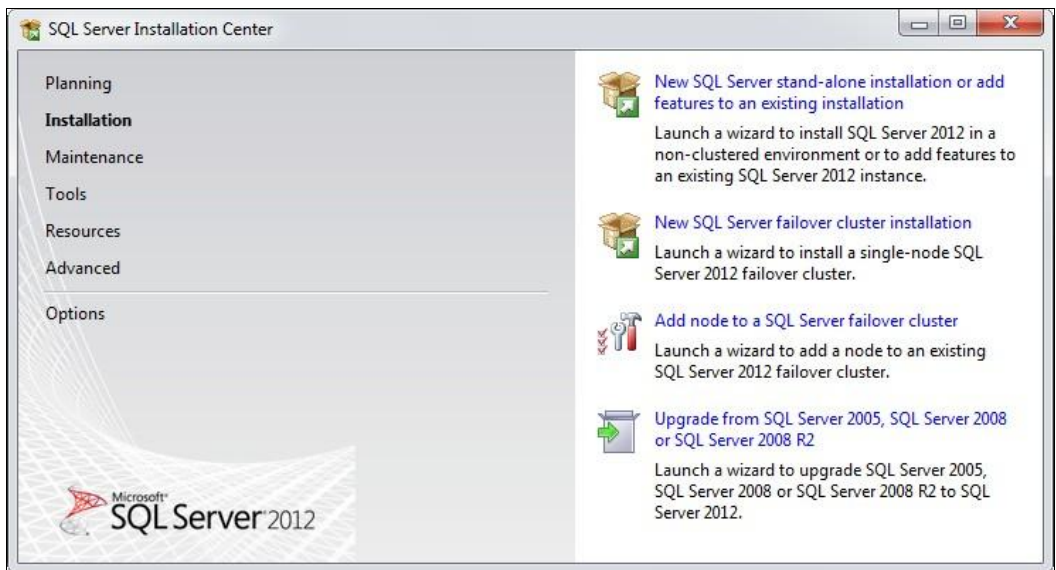 SQL Server Installation Center
Planning
Installation
Maintenance
Tools
Resources
Advanced
Options
Microsoft®
SQL Server® 2012
New SQL Server stand-alone installation or add
features to an existing installation
Launch a wizard to install SQL Server 2012 in a
non-clustered environment or to add features to
an existing SQL Server 2012 instance.
New SQL Server failover cluster installation
Launch a wizard to install a single-node SQL
Server 2012 failover cluster.
Add node to a SQL Server failover cluster
Launch a wizard to add a node to an existing
SQL Server 2012 failover cluster.
Upgrade from SQL Server 2005, SQL Server 2008
or SQL Server 2008 R2
Launch a wizard to upgrade SQL Server 2005,
SQL Server 2008 or SQL Server 2008 R2 to SQL
Server 2012.